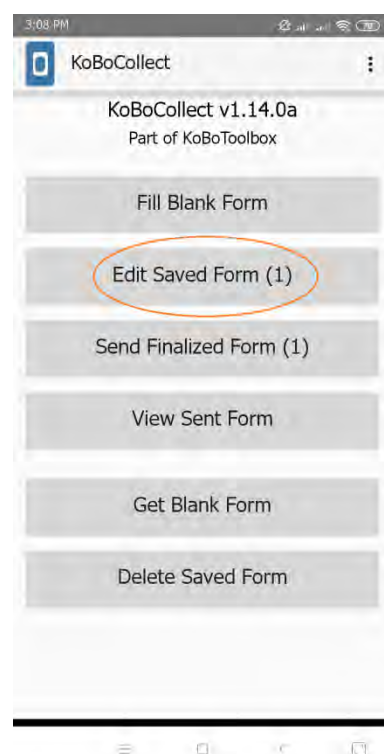 3:08 PM
KoBoCollect
KoBoCollect v1.14.0a
Part of KoBoToolbox
Fill Blank Form
Edit Saved Form (1)
Send Finalized Form (1)
View Sent Form
Get Blank Form
Delete Saved Form